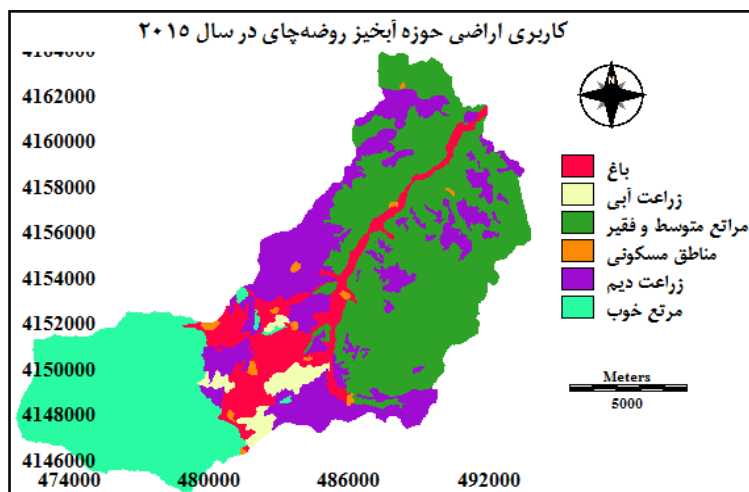 کاربری اراضی حوزه آبخیز روضه‌چای در سال ۲۰۱۵
4164000
4162000
4160000
4158000
4156000
4154000
4152000
4150000
4148000
4146000
474000 480000 486000 492000
N
باغ
زراعت آبی
مراتع متوسط و فقیر
مناطق مسکونی
زراعت دیم
مرتع خوب
Meters
5000